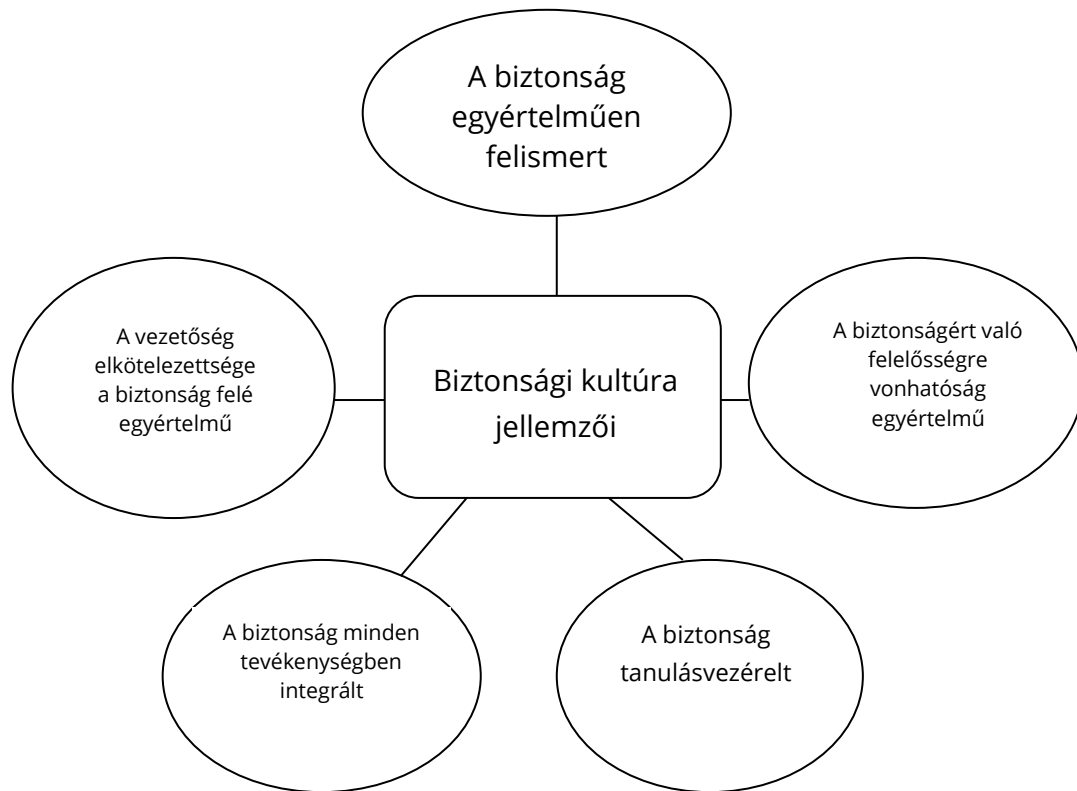 A biztonság
egyértelműen
felismert
A vezetőség
elkötelezettsége
a biztonság felé
egyértelmű
Biztonsági kultúra
jellemzői
A biztonságért való
felelősségre
vonhatóság
egyértelmű
A biztonság minden
tevékenységben
integrált
A biztonság
tanulásvezérelt